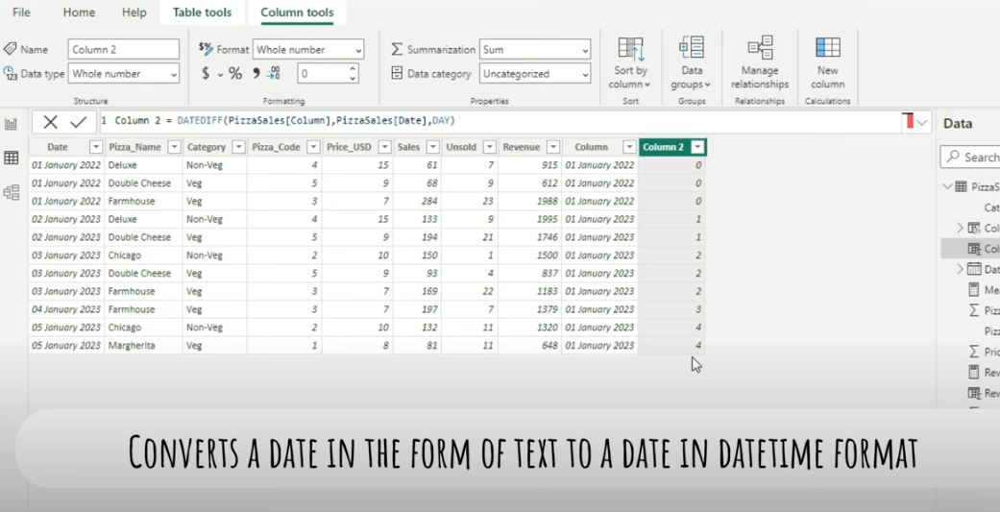 File Home Help Table tools Column tools
Name Column 2 Format Whole number Summarization Sum
Data type Whole number $ % 0 Data category Uncategorized
Sort by column Data groups Manage relationships New column
Structure Formatting Properties Sort Groups Relationships Calculations
1 Column 2 = DATEDIFF(PizzaSales[Column],PizzaSales[Date],DAY)
Data
Search
Date Pizza_Name Category Pizza_Code Price_USD Sales Unsold Revenue Column Column 2
01 January 2022 Deluxe Non-Veg 4 15 61 7 915 01 January 2022 0
01 January 2022 Double Cheese Veg 5 9 68 9 612 01 January 2022 0
01 January 2022 Farmhouse Veg 3 7 284 23 1988 01 January 2022 0
02 January 2023 Deluxe Non-Veg 4 15 133 9 1995 01 January 2023 1
02 January 2023 Double Cheese Veg 5 9 194 21 1746 01 January 2023 1
03 January 2023 Chicago Non-Veg 2 10 150 1 1500 01 January 2023 2
03 January 2023 Double Cheese Veg 5 9 93 4 837 01 January 2023 2
03 January 2023 Farmhouse Veg 3 7 169 22 1183 01 January 2023 2
04 January 2023 Farmhouse Veg 3 7 197 7 1379 01 January 2023 3
05 January 2023 Chicago Non-Veg 2 10 132 11 1320 01 January 2023 4
05 January 2023 Margherita Veg 1 8 81 11 648 01 January 2023 4
PizzaS
Cat
Col
Col
Dat
Me
Piz
Piz
Pric
Rev
Rev
Converts a date in the form of text to a date in datetime format